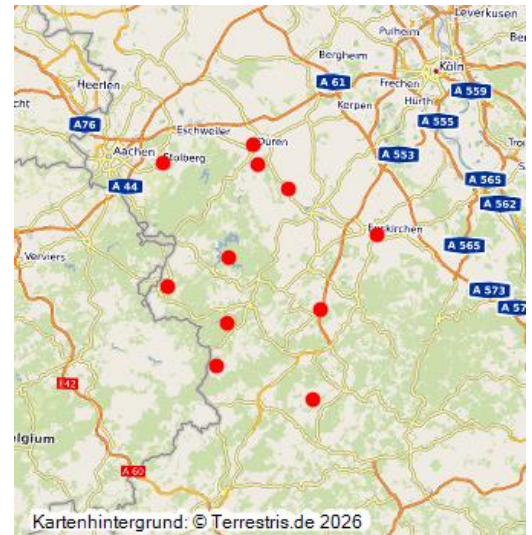 Leverkusen
Pulheim
Bergheim
Köln
Heerlen
A 61
Frechen
Hürth
A 559
Kerpen
A76
Eschweiler
Düren
A 555
Aachen
Stolberg
A 553
A 44
A 565
A 562
Verviers
Euskirchen
A 565
A 573
E42
elgium
A 60
Kartenhintergrund: © Terrestris.de 2026